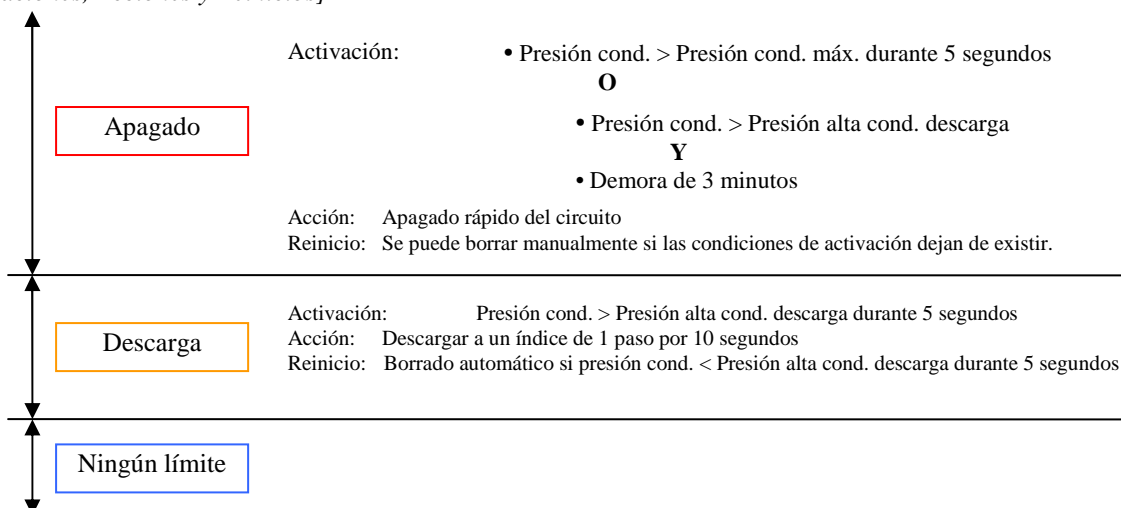 Activación: • Presión cond. > Presión cond. máx. durante 5 segundos
O
Apagado
• Presión cond. > Presión alta cond. descarga
Y
• Demora de 3 minutos
Acción: Apagado rápido del circuito
Reinicio: Se puede borrar manualmente si las condiciones de activación dejan de existir.
Activación: Presión cond. > Presión alta cond. descarga durante 5 segundos
Descarga
Acción: Descargar a un índice de 1 paso por 10 segundos
Reinicio: Borrado automático si presión cond. < Presión alta cond. descarga durante 5 segundos
Ningún límite